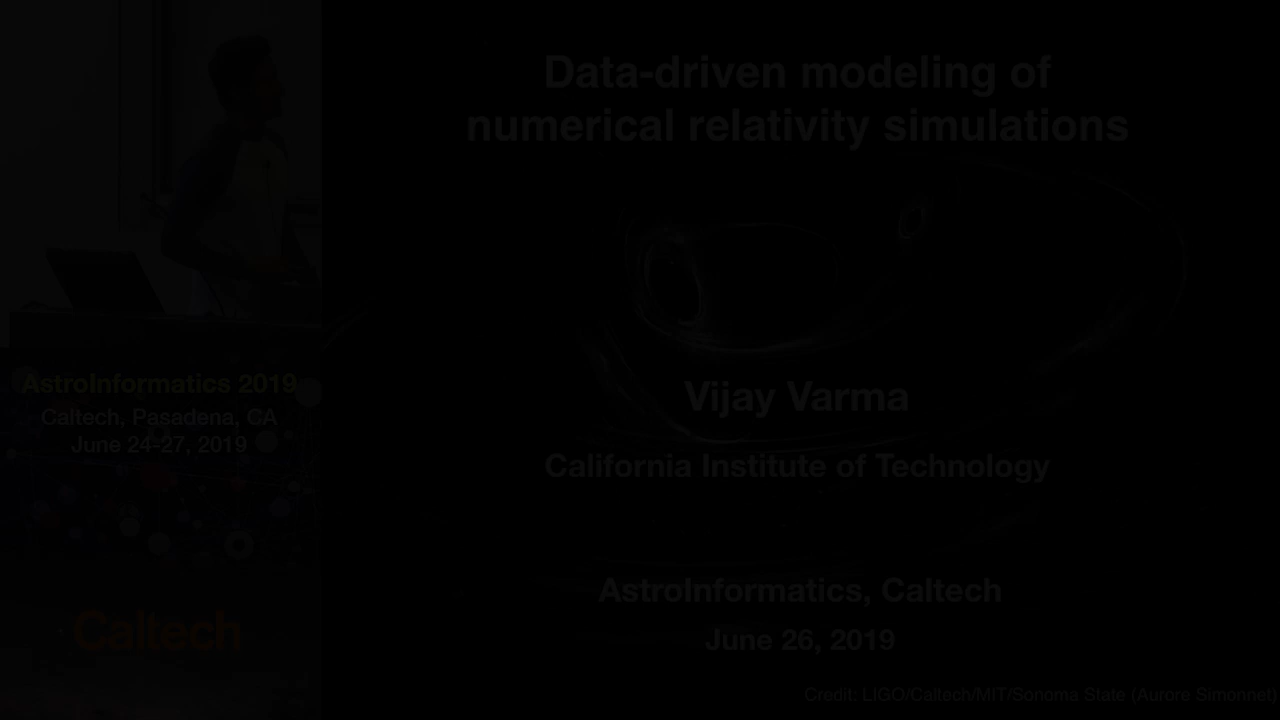 Data-driven modeling of
numerical relativity simulations
Vijay Varma
California Institute of Technology
AstroInformatics, Caltech
June 26, 2019
Credit: LIGO/Caltech/MIT/Sonoma State (Aurore Simonnet)
AstroInformatics 2019
Caltech, Pasadena, CA
June 24-27, 2019
Caltech